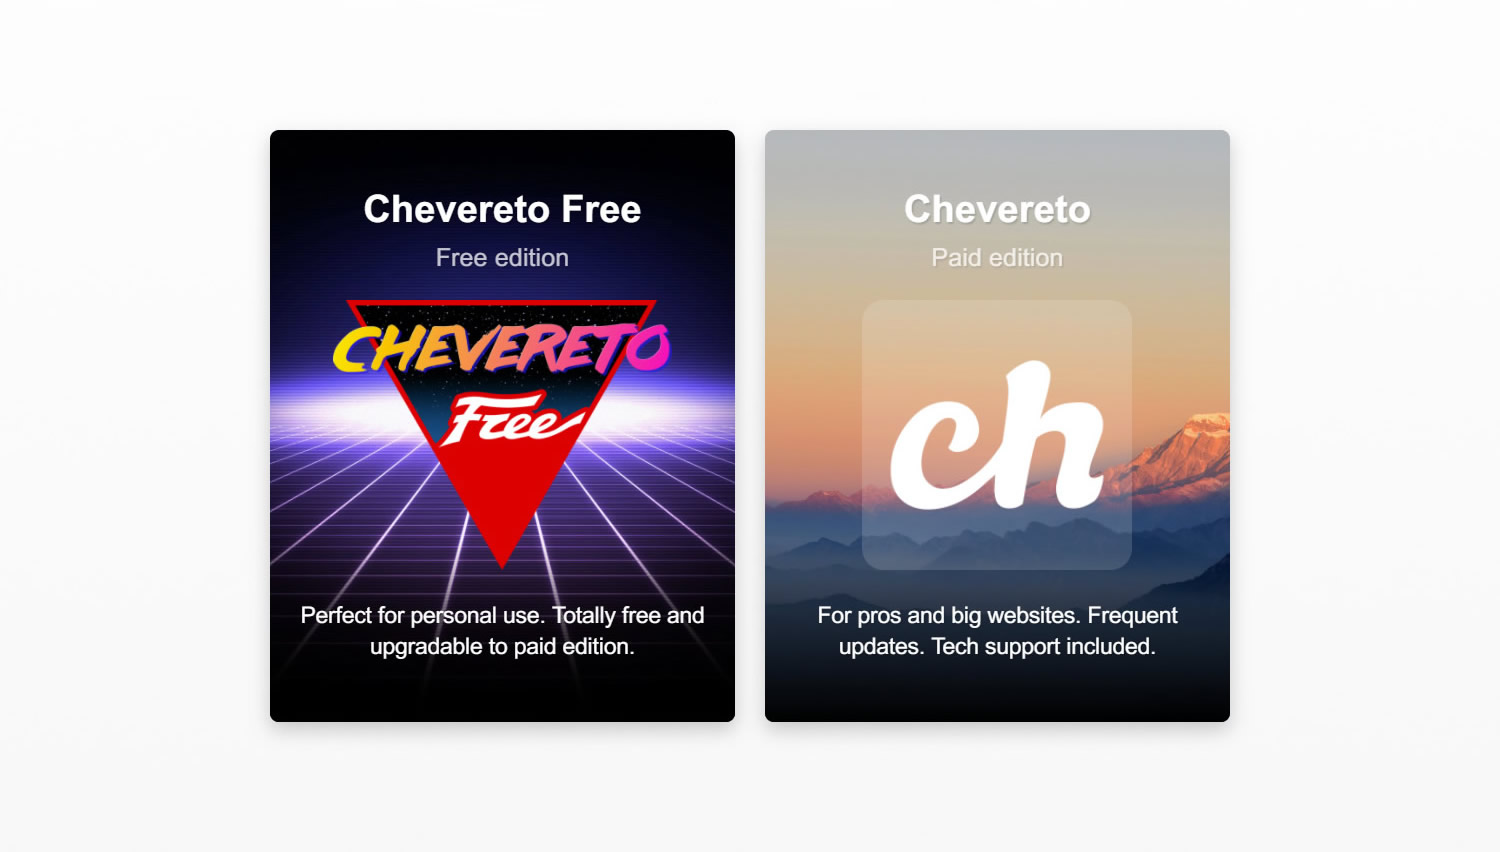 Chevereto Free
Free edition
CHEVERETO
Free
Perfect for personal use. Totally free and
upgradable to paid edition.
Chevereto
Paid edition
ch
For pros and big websites. Frequent
updates. Tech support included.